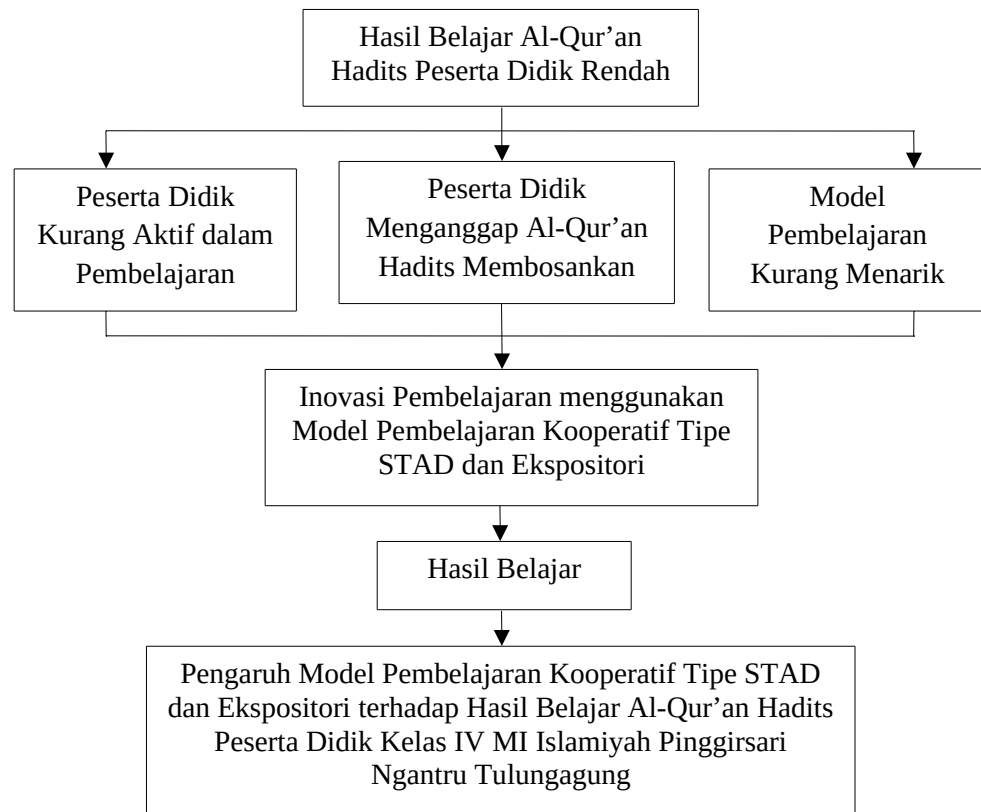 Hasil Belajar Al-Qur’an
Hadits Peserta Didik Rendah
Peserta Didik
Kurang Aktif dalam
Pembelajaran
Peserta Didik
Menganggap Al-Qur’an
Hadits Membosankan
Model
Pembelajaran
Kurang Menarik
Inovasi Pembelajaran menggunakan
Model Pembelajaran Kooperatif Tipe
STAD dan Ekspositori
Hasil Belajar
Pengaruh Model Pembelajaran Kooperatif Tipe STAD
dan Ekspositori terhadap Hasil Belajar Al-Qur’an Hadits
Peserta Didik Kelas IV MI Islamiyah Pinggirsari
Ngantru Tulungagung